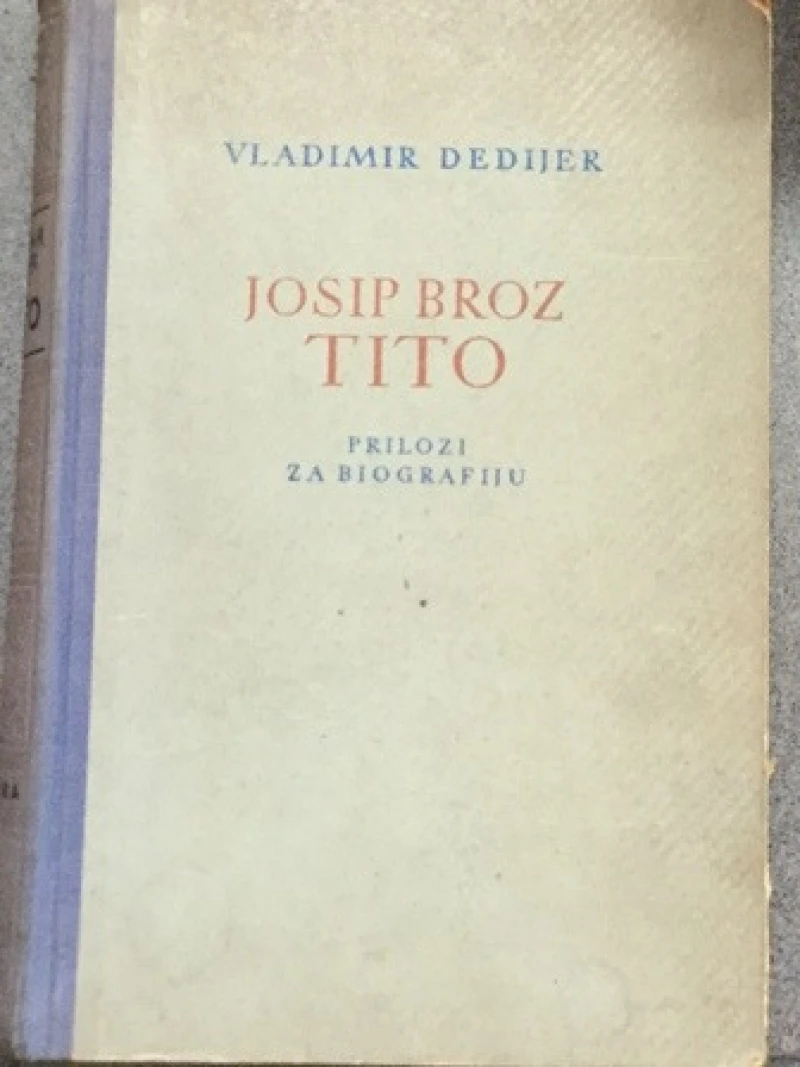 VLADIMIR DEDIJER
JOSIP BROZ
TITO
PRILOZI
ZA BIOGRAFIJU